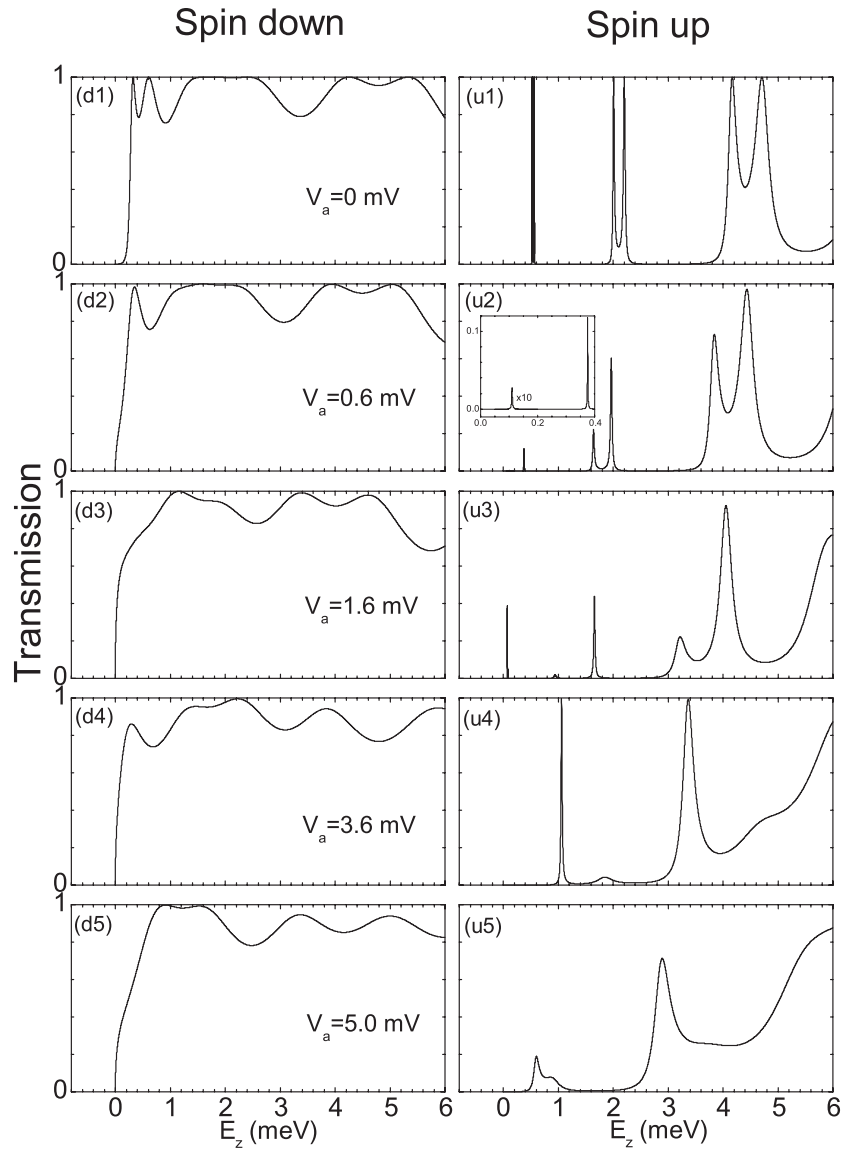 Spin down
Spin up
Transmission
1
(d1)
V_a=0 mV
0
(u1)
1
(d2)
V_a=0.6 mV
0
(u2)
0.1
x10
0.0
0.0 0.2 0.4
1
(d3)
V_a=1.6 mV
0
(u3)
1
(d4)
V_a=3.6 mV
0
(u4)
1
(d5)
V_a=5.0 mV
0
(u5)
0 1 2 3 4 5 6
0 1 2 3 4 5 6
E_z (meV)
E_z (meV)